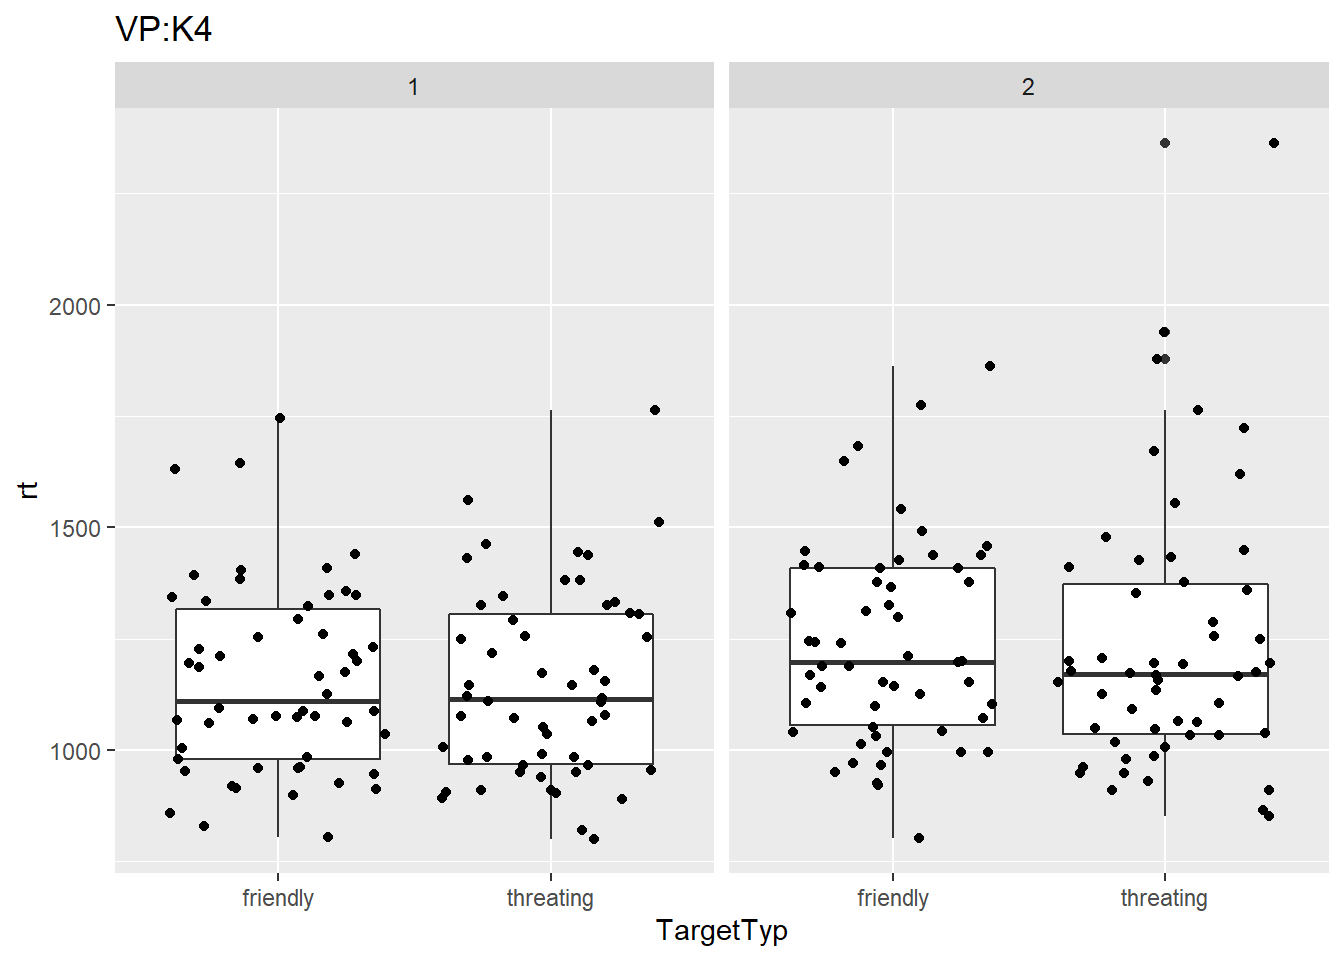 VP:K4
1
2
rt
2000
1500
1000
friendly
threating
friendly
threating
TargetTyp